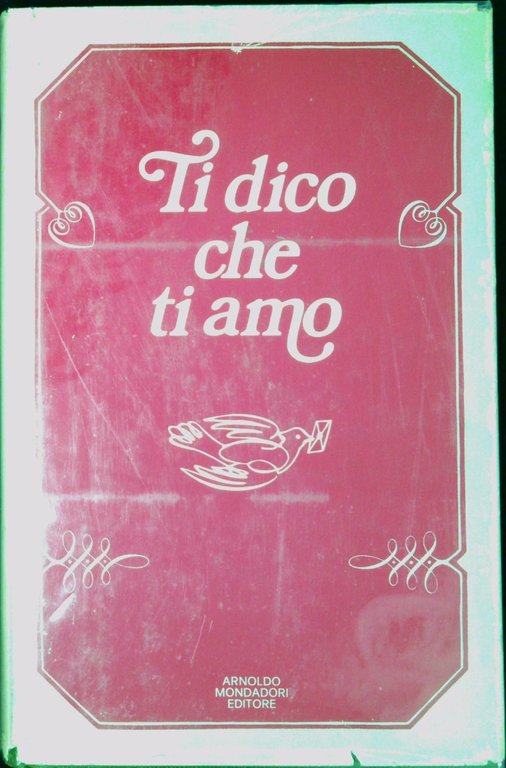 Ti dico
che
ti amo
ARNOLDO
MONDADORI
EDITORE